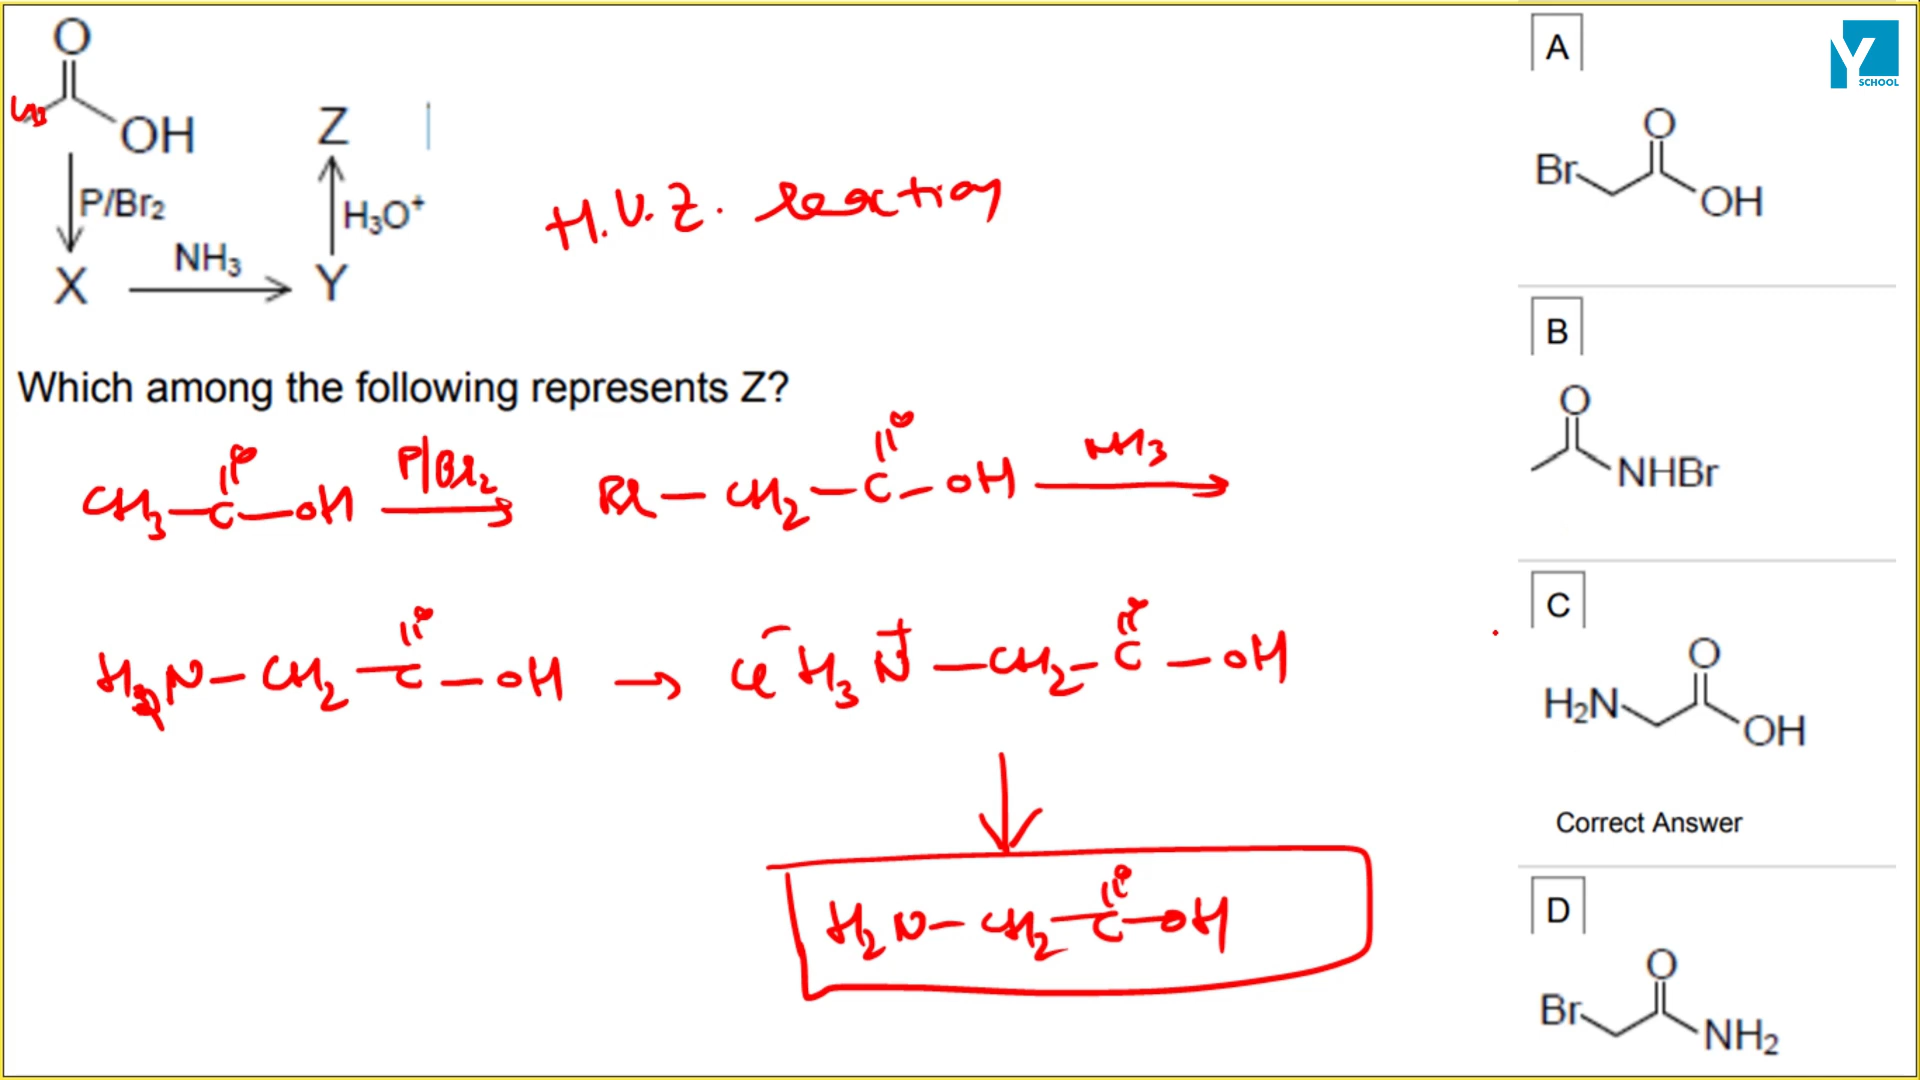 O
OH
P/Br2
X
NH3
Y
H3O+
Z
H.V.Z. reaction
Which among the following represents Z?
CH3-C-OH P/Br2 Br-CH2-C-OH NH3
O
O
H2N-CH2-C-OH → H3N+-CH2-C-OH
O
O
H2N-CH2-C-OH
O
A
O
Br
OH
B
O
NHBr
C
O
H2N
OH
Correct Answer
D
O
Br
NH2
Y
SCHOOL